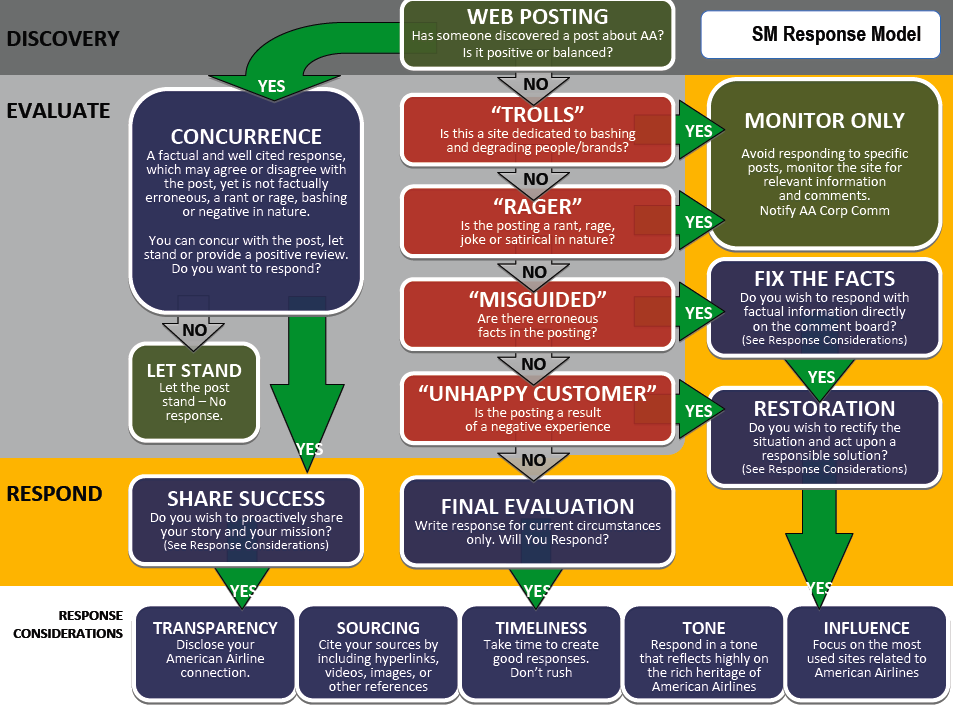 DISCOVERY
WEB POSTING
Has someone discovered a post about AA?
Is it positive or balanced?
SM Response Model
YES
NO
EVALUATE
CONCURRENCE
A factual and well cited response,
which may agree or disagree with
the post, yet is not factually
erroneous, a rant or rage, bashing
or negative in nature.
You can concur with the post, let
stand or provide a positive review.
Do you want to respond?
"TROLLS"
Is this a site dedicated to bashing
and degrading people/brands?
YES
MONITOR ONLY
Avoid responding to specific
posts, monitor the site for
relevant information
and comments.
Notify AA Corp Comm
NO
"RAGER"
Is the posting a rant, rage,
joke or satirical in nature?
YES
NO
"MISGUIDED"
Are there erroneous
facts in the posting?
YES
FIX THE FACTS
Do you wish to respond with
factual information directly
on the comment board?
(See Response Considerations)
NO
LET STAND
Let the post
stand – No
response.
YES
NO
"UNHAPPY CUSTOMER"
Is the posting a result
of a negative experience
YES
YES
RESTORATION
Do you wish to rectify the
situation and act upon a
responsible solution?
(See Response Considerations)
NO
RESPOND
SHARE SUCCESS
Do you wish to proactively share
your story and your mission?
(See Response Considerations)
FINAL EVALUATION
Write response for current circumstances
only. Will You Respond?
YES
YES
YES
RESPONSE
CONSIDERATIONS
TRANSPARENCY
Disclose your
American Airline
connection.
SOURCING
Cite your sources by
including hyperlinks,
videos, images, or
other references
TIMELINESS
Take time to create
good responses.
Don't rush
TONE
Respond in a tone
that reflects highly on
the rich heritage of
American Airlines
INFLUENCE
Focus on the most
used sites related to
American Airlines